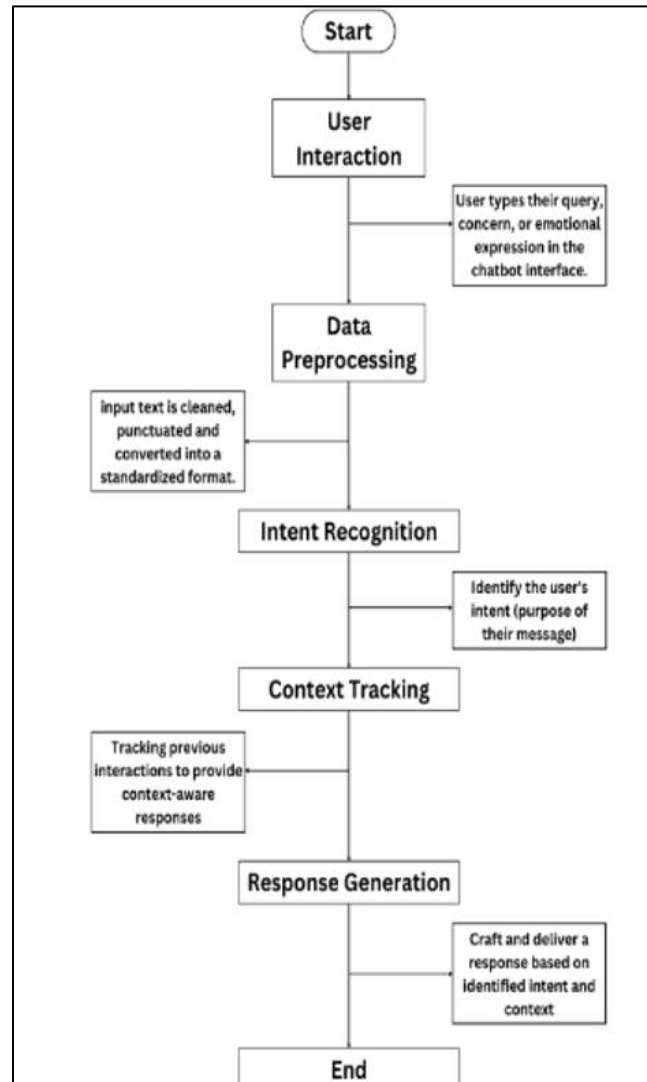 Start
User
Interaction
User types their query,
concern, or emotional
expression in the
chatbot interface.
Data
Preprocessing
input text is cleaned,
punctuated and
converted into a
standardized format.
Intent Recognition
Identify the user's
intent (purpose of
their message)
Context Tracking
Tracking previous
interactions to provide
context-aware
responses
Response Generation
Craft and deliver a
response based on
identified intent and
context
End